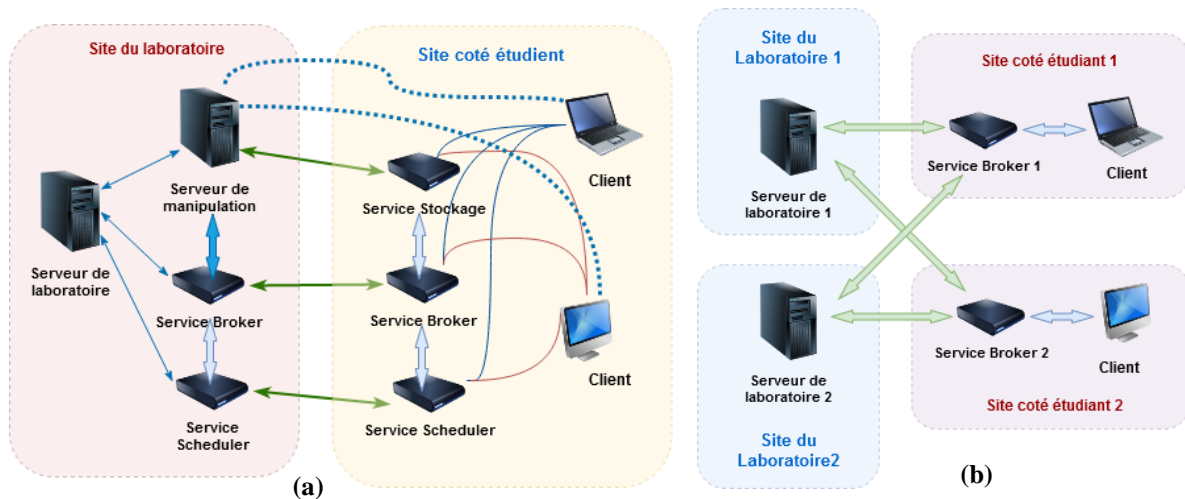 Site du laboratoire
Serveur de
manipulation
Serveur de
laboratoire
Service Broker
Service
Scheduler
Site coté étudient
Client
Service Stockage
Service Broker
Client
Service Scheduler
(a)
Site du
Laboratoire 1
Serveur de
laboratoire 1
Site coté étudiant 1
Service Broker 1
Client
Serveur de
laboratoire 2
Site du
Laboratoire2
Service Broker 2
Client
Site coté étudiant 2
(b)